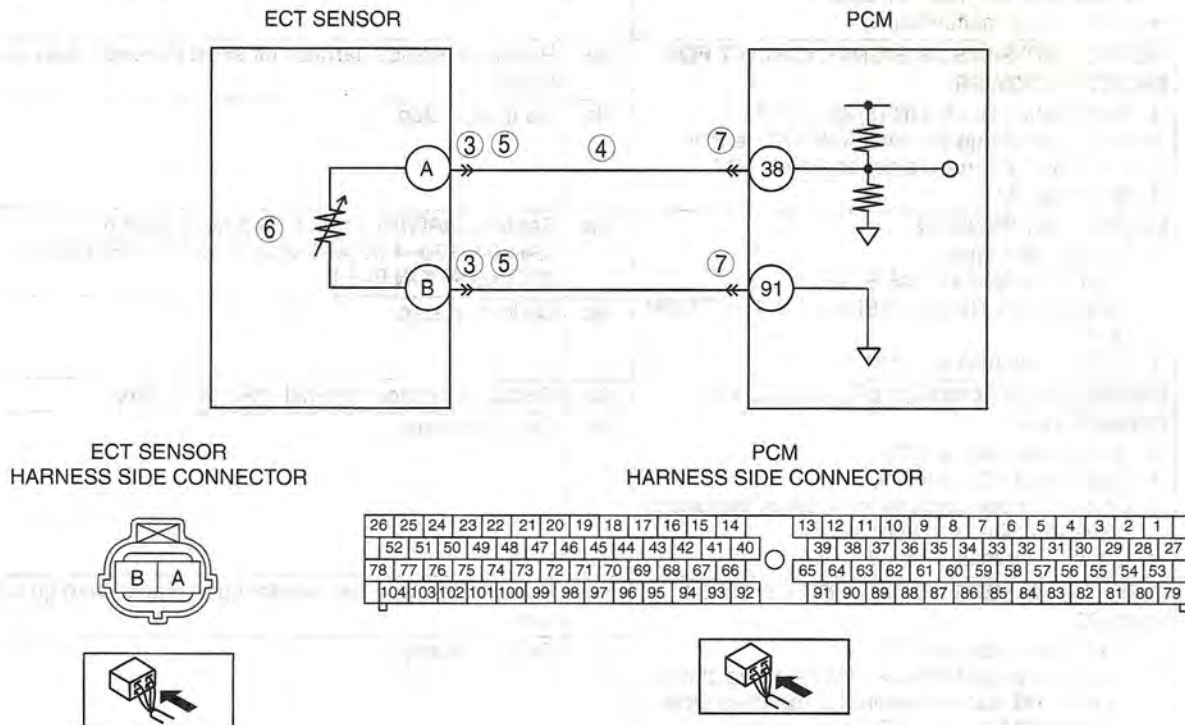 ECT SENSOR
PCM
A
3 5
4
7
38
6
B
3 5
7
91
ECT SENSOR
HARNESS SIDE CONNECTOR
PCM
HARNESS SIDE CONNECTOR
B A
26 25 24 23 22 21 20 19 18 17 16 15 14 13 12 11 10 9 8 7 6 5 4 3 2 1
52 51 50 49 48 47 46 45 44 43 42 41 40 39 38 37 36 35 34 33 32 31 30 29 28 27
78 77 76 75 74 73 72 71 70 69 68 67 66 65 64 63 62 61 60 59 58 57 56 55 54 53
104 103 102 101 100 99 98 97 96 95 94 93 92 91 90 89 88 87 86 85 84 83 82 81 80 79